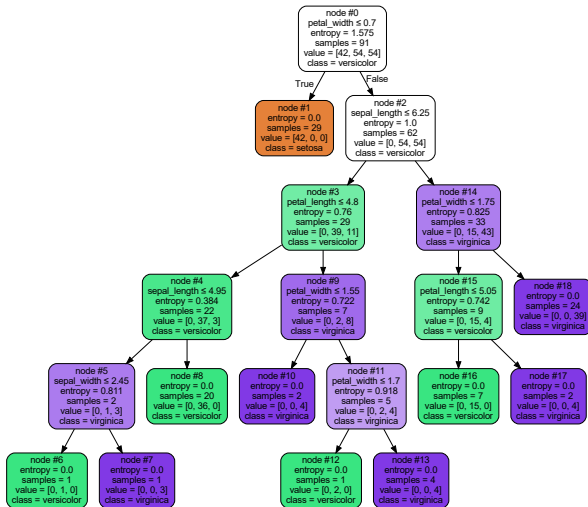 node #0
petal_width ≤ 0.7
entropy = 1.575
samples = 91
value = [42, 54, 54]
class = versicolor
True
False
node #1
entropy = 0.0
samples = 29
value = [42, 0, 0]
class = setosa
node #2
sepal_length ≤ 6.25
entropy = 1.0
samples = 62
value = [0, 54, 54]
class = versicolor
node #3
petal_length ≤ 4.8
entropy = 0.76
samples = 29
value = [0, 39, 11]
class = versicolor
node #14
petal_width ≤ 1.75
entropy = 0.825
samples = 33
value = [0, 15, 43]
class = virginica
node #4
sepal_length ≤ 4.95
entropy = 0.384
samples = 22
value = [0, 37, 3]
class = versicolor
node #9
petal_width ≤ 1.55
entropy = 0.722
samples = 7
value = [0, 2, 8]
class = virginica
node #15
petal_length ≤ 5.05
entropy = 0.742
samples = 9
value = [0, 15, 4]
class = versicolor
node #18
entropy = 0.0
samples = 24
value = [0, 0, 39]
class = virginica
node #5
sepal_width ≤ 2.45
entropy = 0.811
samples = 2
value = [0, 1, 3]
class = virginica
node #8
entropy = 0.0
samples = 20
value = [0, 36, 0]
class = versicolor
node #10
entropy = 0.0
samples = 2
value = [0, 0, 4]
class = virginica
node #11
petal_width ≤ 1.7
entropy = 0.918
samples = 5
value = [0, 2, 4]
class = virginica
node #16
entropy = 0.0
samples = 7
value = [0, 15, 0]
class = versicolor
node #17
entropy = 0.0
samples = 2
value = [0, 0, 4]
class = virginica
node #6
entropy = 0.0
samples = 1
value = [0, 1, 0]
class = versicolor
node #7
entropy = 0.0
samples = 1
value = [0, 0, 3]
class = virginica
node #12
entropy = 0.0
samples = 1
value = [0, 2, 0]
class = versicolor
node #13
entropy = 0.0
samples = 4
value = [0, 0, 4]
class = virginica